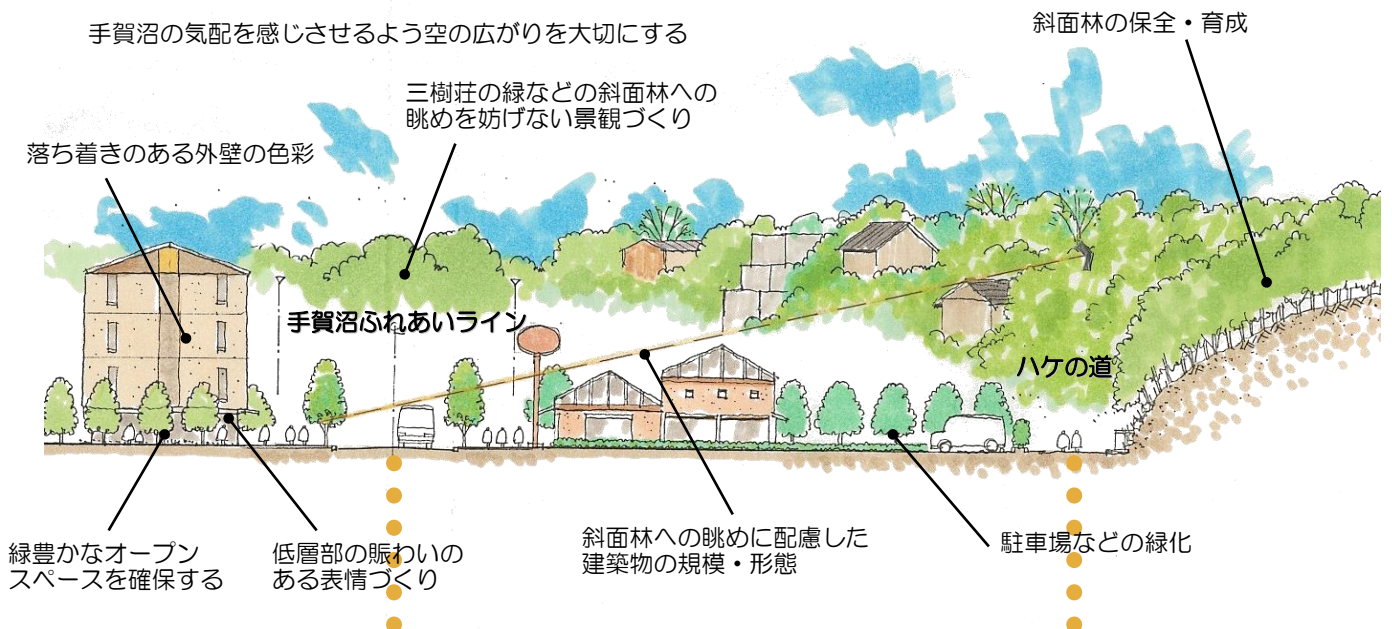 手賀沼の気配を感じさせるよう空の広がりを大切にする
斜面林の保全・育成
三樹荘の緑などの斜面林への
眺めを妨げない景観づくり
落ち着きのある外壁の色彩
手賀沼ふれあいライン
ハケの道
緑豊かなオープン
スペースを確保する
低層部の賑わいの
ある表情づくり
斜面林への眺めに配慮した
建築物の規模・形態
駐車場などの緑化